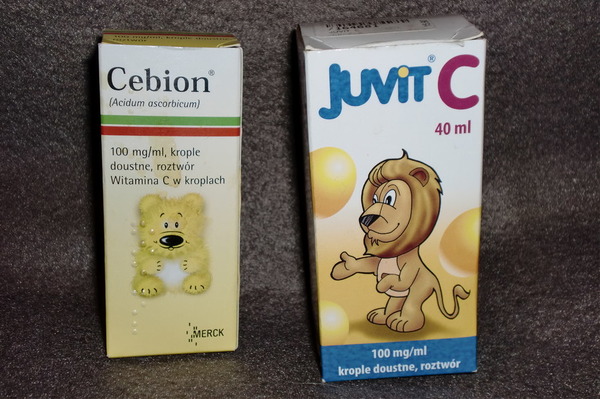 Cebion®
(Acidum ascorbicum)
100 mg/ml, krople
doustne, roztwór
Witamina C w kroplach
MERCK
JUVIT® C
40 ml
100 mg/ml
krople doustne, roztwór